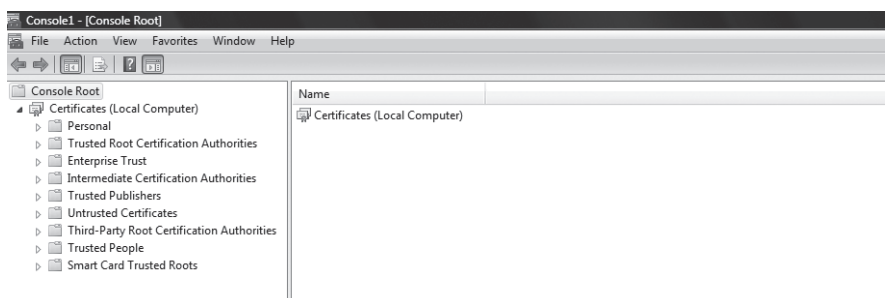 Console1 - [Console Root]
File Action View Favorites Window Help
Console Root
Certificates (Local Computer)
Personal
Trusted Root Certification Authorities
Enterprise Trust
Intermediate Certification Authorities
Trusted Publishers
Untrusted Certificates
Third-Party Root Certification Authorities
Trusted People
Smart Card Trusted Roots
Name
Certificates (Local Computer)